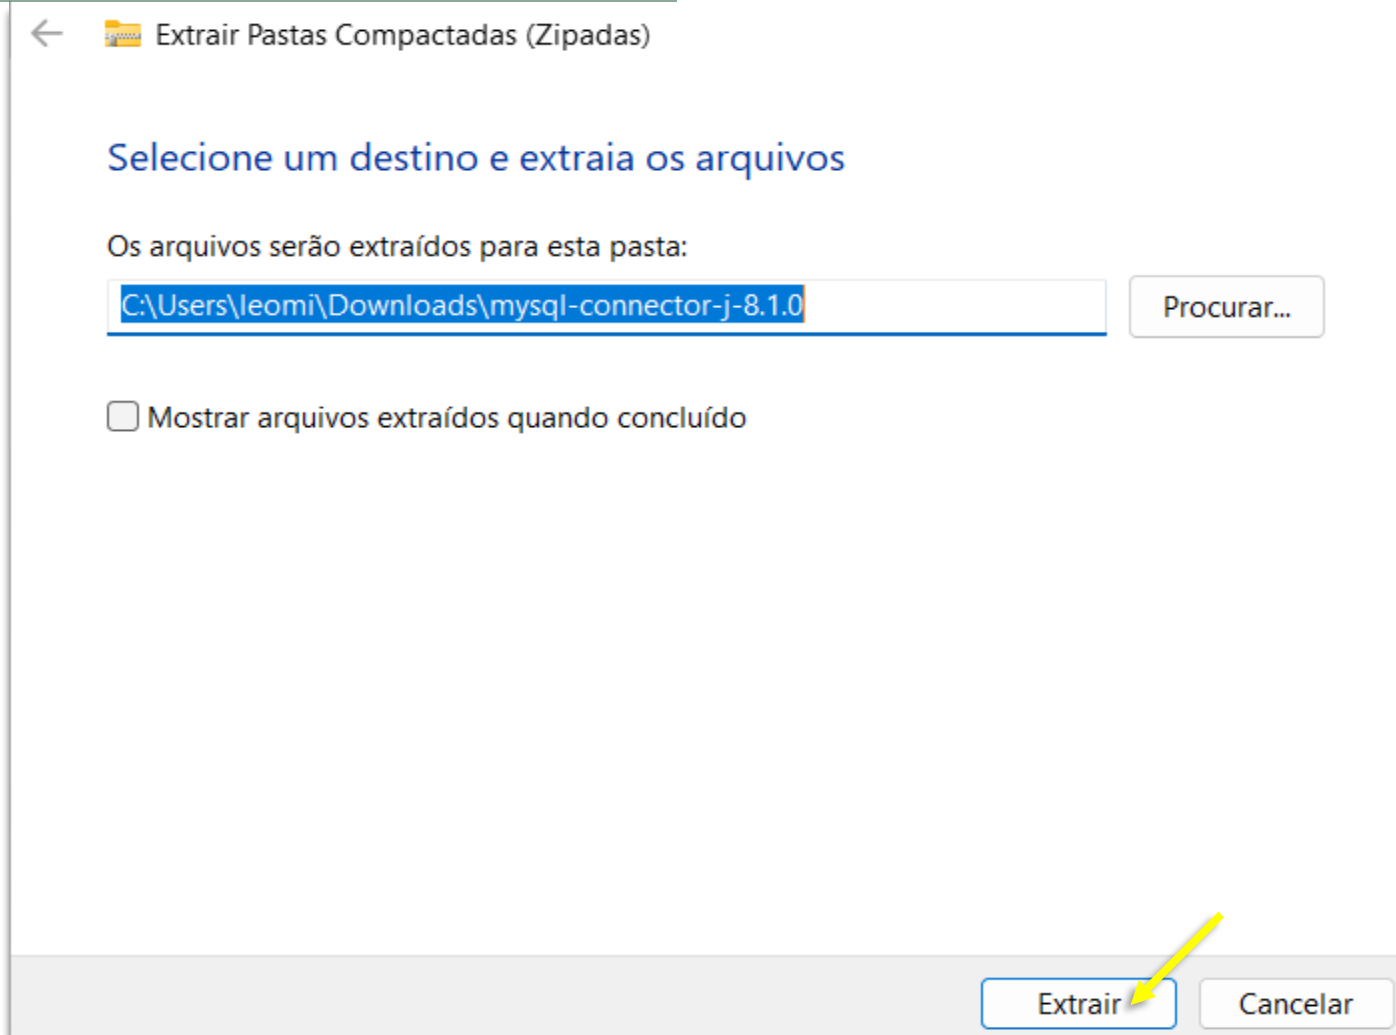 Extrair Pastas Compactadas (Zipadas)
Selecione um destino e extraia os arquivos
Os arquivos serão extraídos para esta pasta:
C:\Users\leomi\Downloads\mysql-connector-j-8.1.0
Procurar...
Mostrar arquivos extraídos quando concluído
Extrair
Cancelar